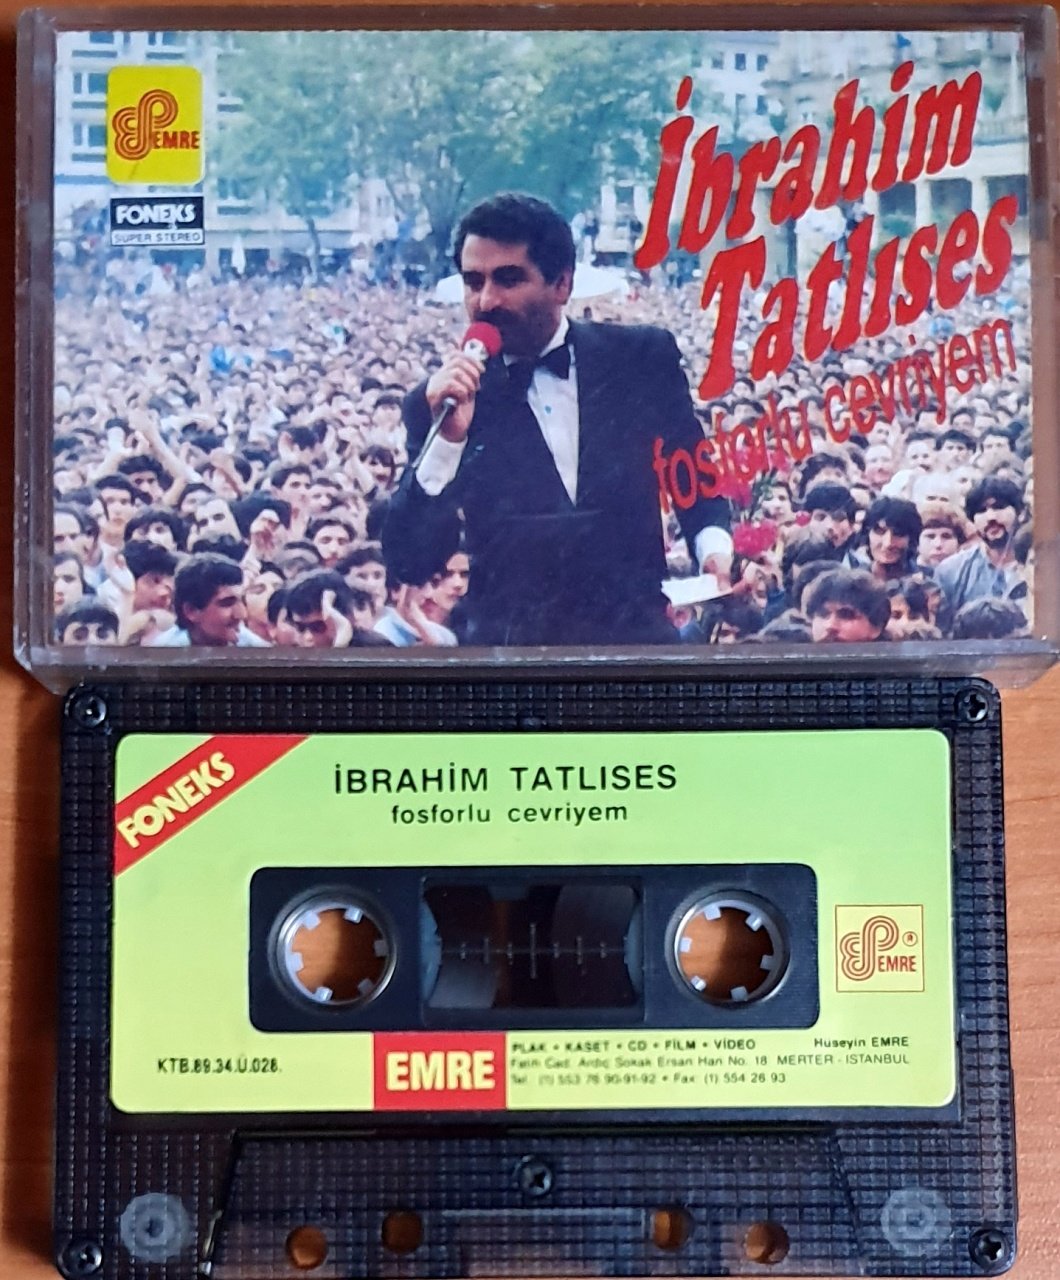 EMRE
FONEKS
SUPER STEREO
İbrahim
Tatlıses
fosforlu cevriyem
FONEKS
İBRAHİM TATLISES
fosforlu cevriyem
EMRE
KTB.89.34.Ü.028.
EMRE
PLAK • KASET • CD • FİLM • VİDEO
Hüseyin EMRE
Fatih Cad. Ardıç Sokak Ersan Han No. 18 MERTER - ISTANBUL
Tel: (1) 553 76 90-91-92 • Fax: (1) 554 26 93